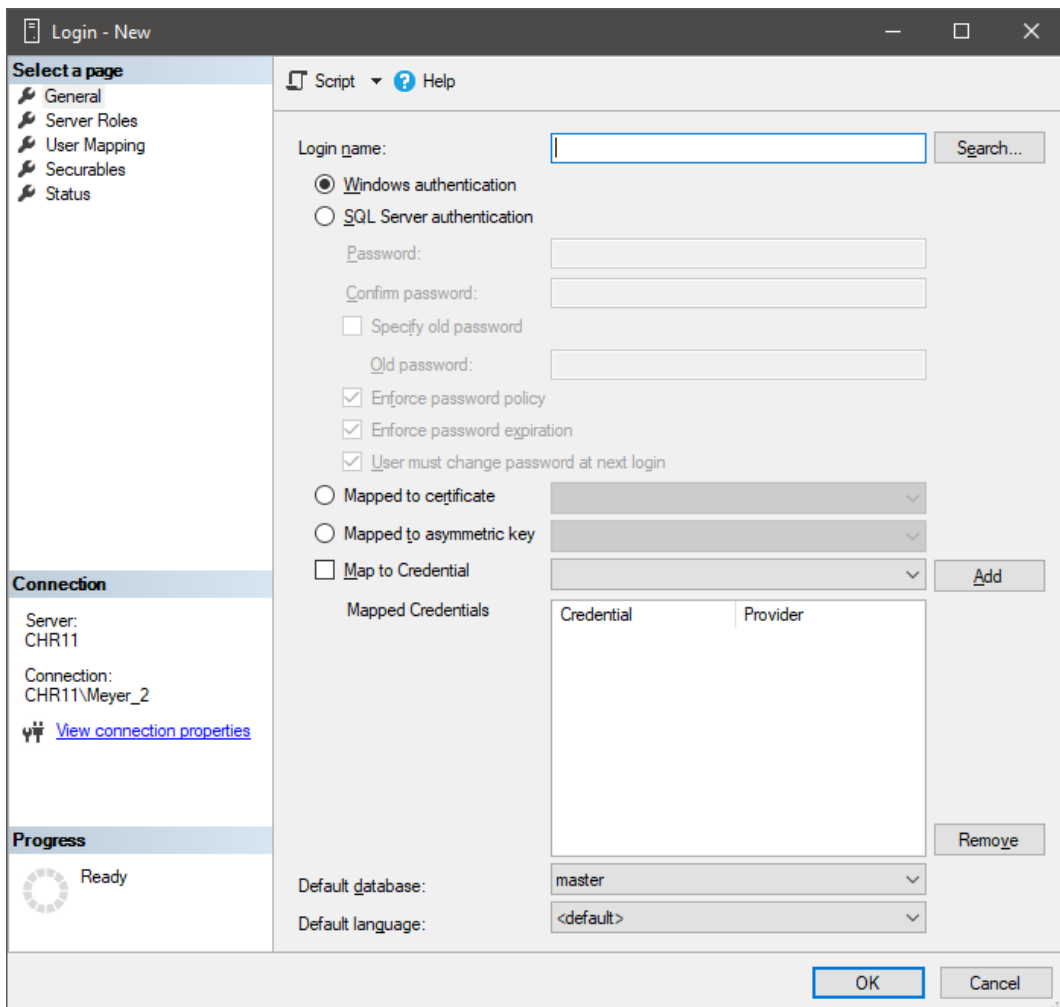 Login - New
Select a page
General
Server Roles
User Mapping
Securables
Status
Connection
Server:
CHR11
Connection:
CHR11\Meyer_2
View connection properties
Progress
Ready
Script
Help
Login name:
Search...
Windows authentication
SQL Server authentication
Password:
Confirm password:
Specify old password
Old password:
Enforce password policy
Enforce password expiration
User must change password at next login
Mapped to certificate
Mapped to asymmetric key
Map to Credential
Add
Mapped Credentials
Credential Provider
Remove
Default database: master
Default language: <default>
OK
Cancel